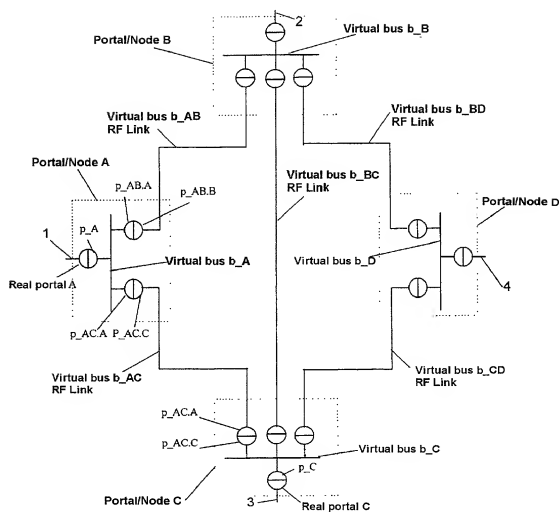 2
Portal/Node B
Virtual bus b_B
Virtual bus b_AB
RF Link
Virtual bus b_BD
RF Link
Portal/Node A
p_AB.A
p_AB.B
Virtual bus b_BC
RF Link
Portal/Node D
1
p_A
Virtual bus b_A
Virtual bus b_D
Real portal A
4
p_AC.A P_AC.C
Virtual bus b_AC
RF Link
Virtual bus b_CD
RF Link
p_AC.A
p_AC.C
Virtual bus b_C
p_C
Portal/Node C
3
Real portal C